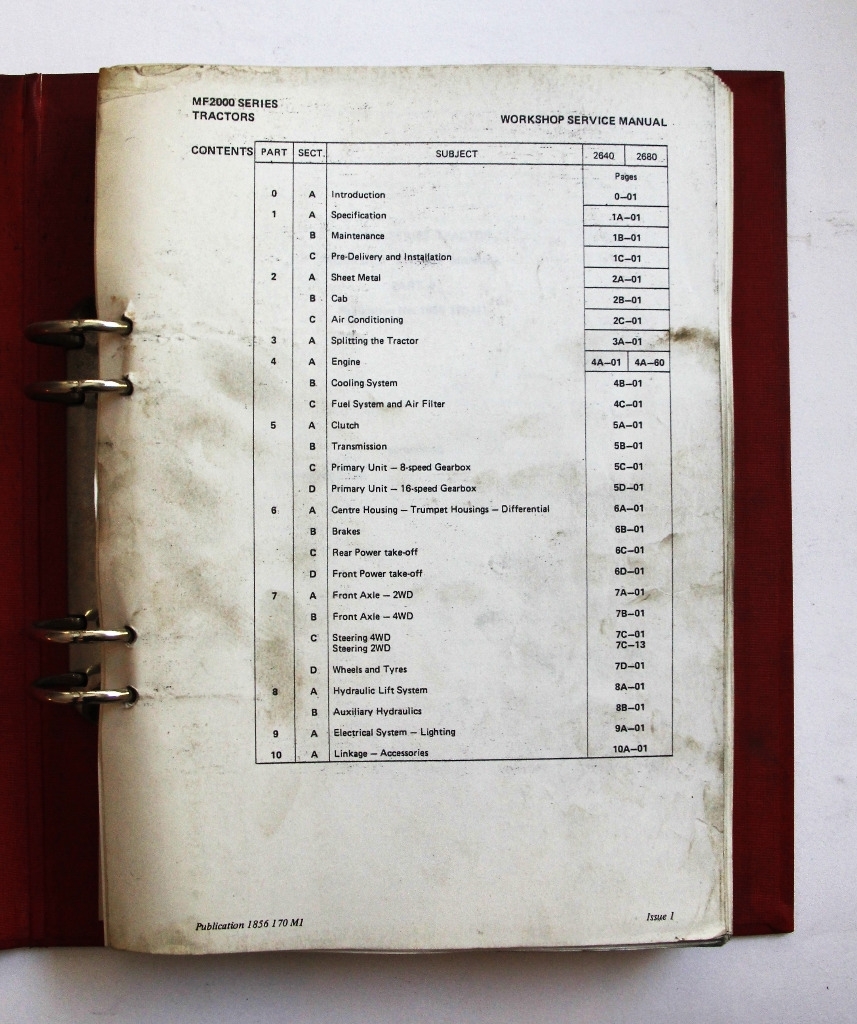 MF2000 SERIES
TRACTORS
WORKSHOP SERVICE MANUAL
CONTENTS PART SECT. SUBJECT 2640 2680
Pages
0 A Introduction 0–01
1 A Specification 1A–01
B Maintenance 1B–01
C Pre-Delivery and Installation 1C–01
2 A Sheet Metal 2A–01
B Cab 2B–01
C Air Conditioning 2C–01
3 A Splitting the Tractor 3A–01
4 A Engine 4A–01 4A–60
B Cooling System 4B–01
C Fuel System and Air Filter 4C–01
5 A Clutch 5A–01
B Transmission 5B–01
C Primary Unit – 8-speed Gearbox 5C–01
D Primary Unit – 16-speed Gearbox 5D–01
6 A Centre Housing – Trumpet Housings – Differential 6A–01
B Brakes 6B–01
C Rear Power take-off 6C–01
D Front Power take-off 6D–01
7 A Front Axle – 2WD 7A–01
B Front Axle – 4WD 7B–01
C Steering 4WD 7C–01
Steering 2WD 7C–13
D Wheels and Tyres 7D–01
8 A Hydraulic Lift System 8A–01
B Auxiliary Hydraulics 8B–01
9 A Electrical System – Lighting 9A–01
10 A Linkage – Accessories 10A–01
Publication 1856 170 M1
Issue 1